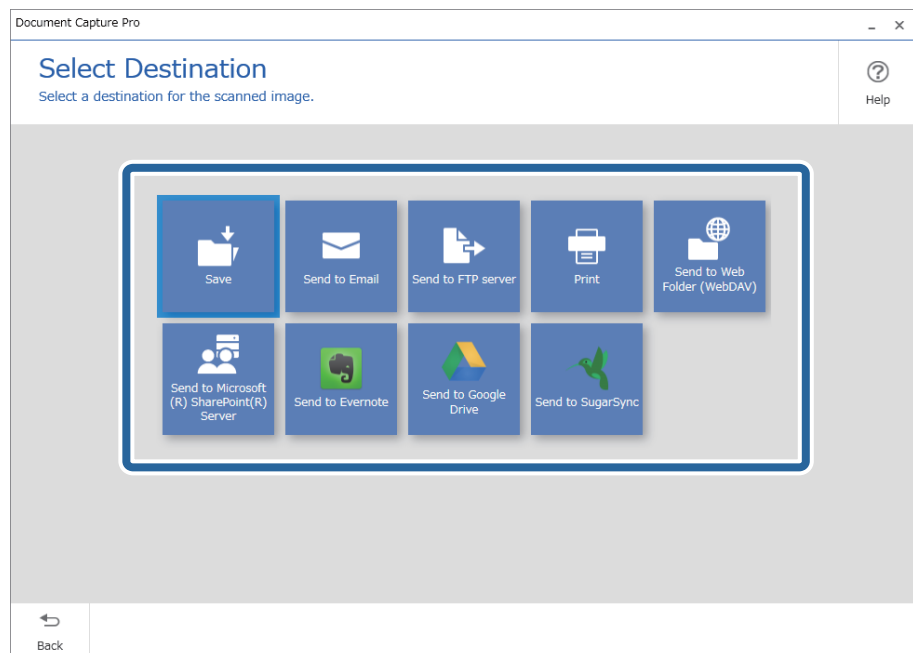 Document Capture Pro
Select Destination
Select a destination for the scanned image.
Help
Save
Send to Email
Send to FTP server
Print
Send to Web
Folder (WebDAV)
Send to Microsoft
(R) SharePoint(R)
Server
Send to Evernote
Send to Google
Drive
Send to SugarSync
Back